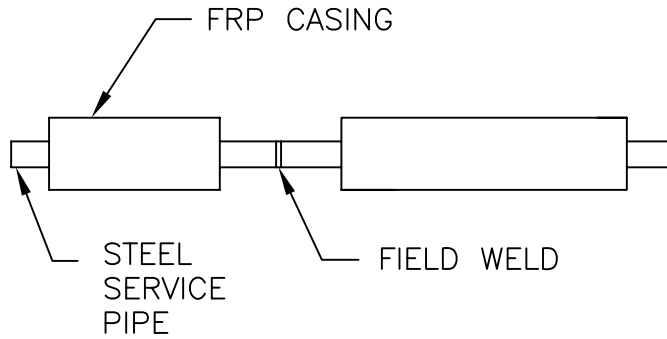 FRP CASING
STEEL
SERVICE
PIPE
FIELD WELD